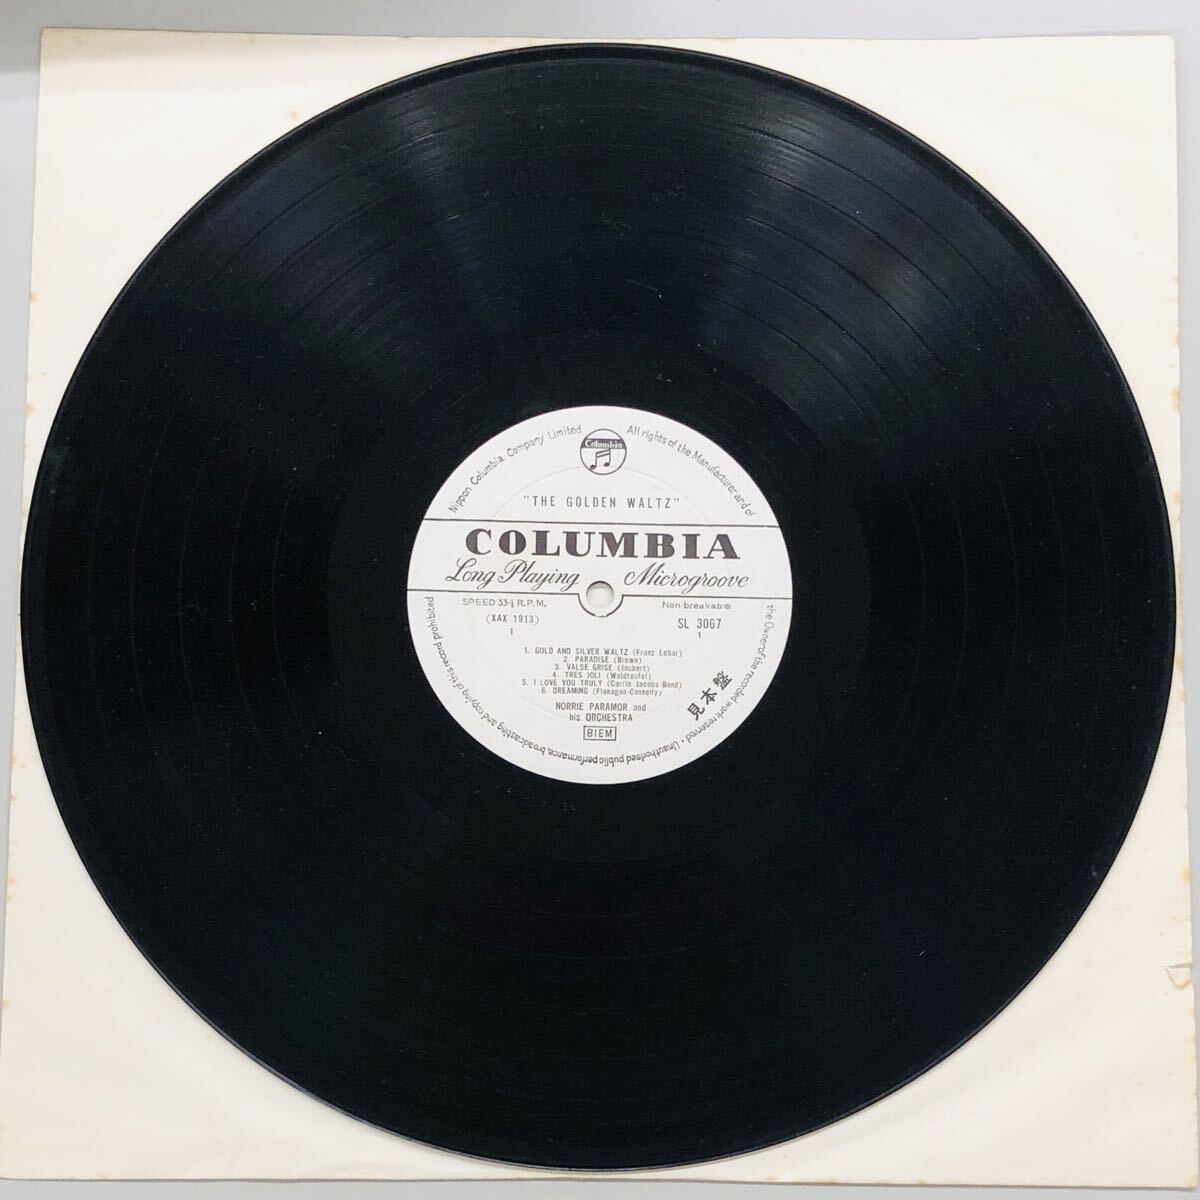 Nippon Columbia Company Limited
All rights of the Manufacturer and of
the Owner of the recorded work reserved · Unauthorised public performance, broadcasting and copying of this record prohibited
Columbia
"THE GOLDEN WALTZ"
COLUMBIA
Long Playing Microgroove
SPEED 33-⅓ R.P.M. Non-breakable
(XAX 1913) SL 3067
1 1
1. GOLD AND SILVER WALTZ (Franz Lehar)
2. PARADISE (Brown)
3. VALSE GRISE (Jaubert)
4. TRES JOLI (Waldteufel)
5. I LOVE YOU TRULY (Carrie Jacobs-Bond)
6. DREAMING (Flanagan-Connelly)
NORRIE PARAMOR and
his ORCHESTRA
BIEM
見本盤